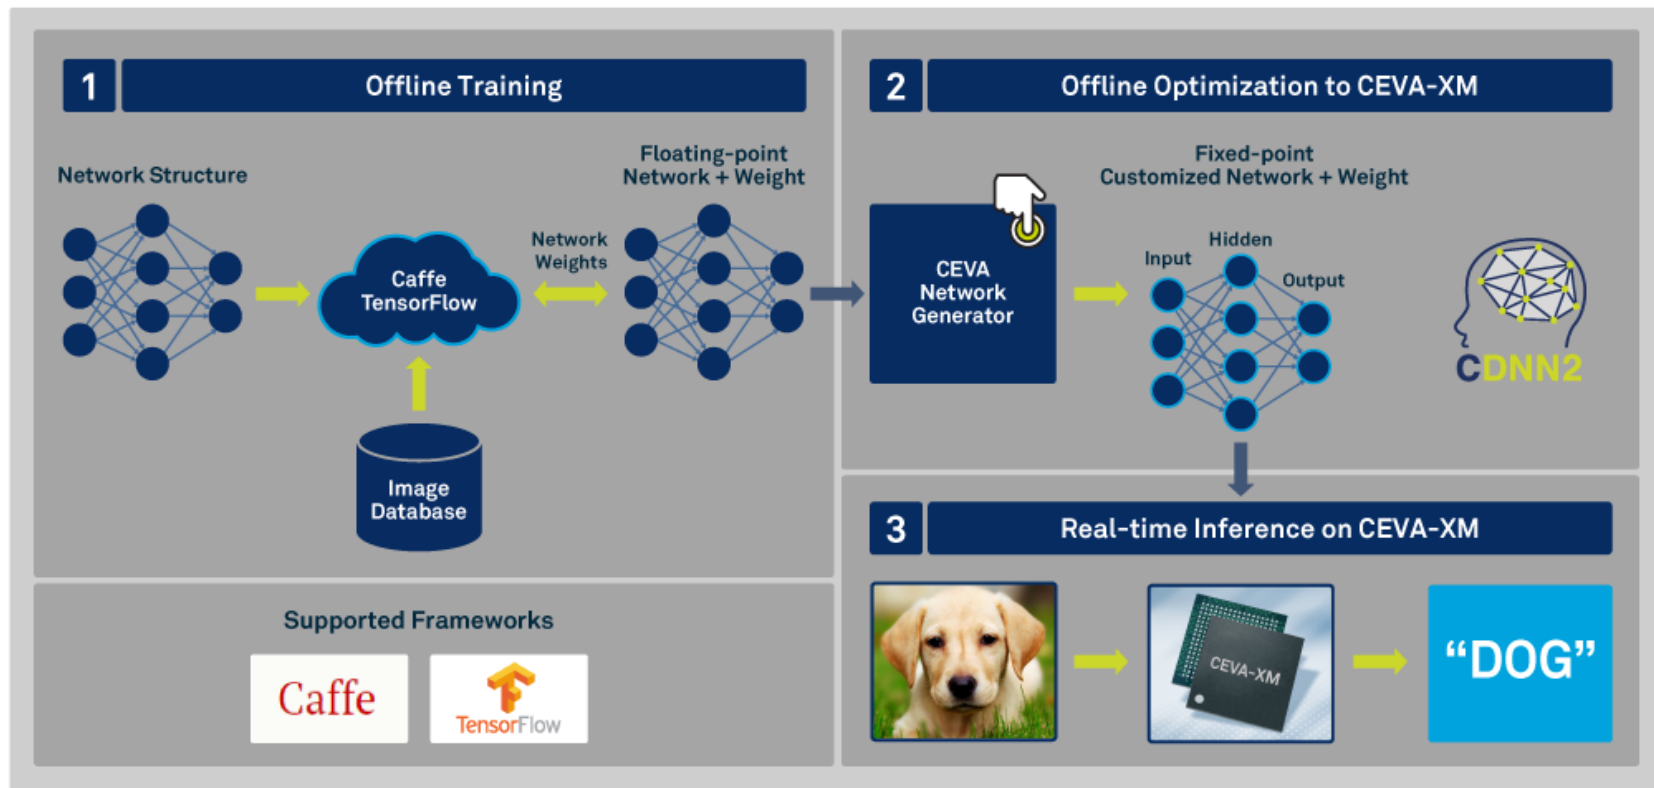 1
Offline Training
Network Structure
Floating-point
Network + Weight
Caffe
TensorFlow
Network
Weights
Image
Database
Supported Frameworks
Caffe
TensorFlow
2
Offline Optimization to CEVA-XM
Fixed-point
Customized Network + Weight
CEVA
Network
Generator
Input
Hidden
Output
CDNN2
3
Real-time Inference on CEVA-XM
CEVA-XM
“DOG”